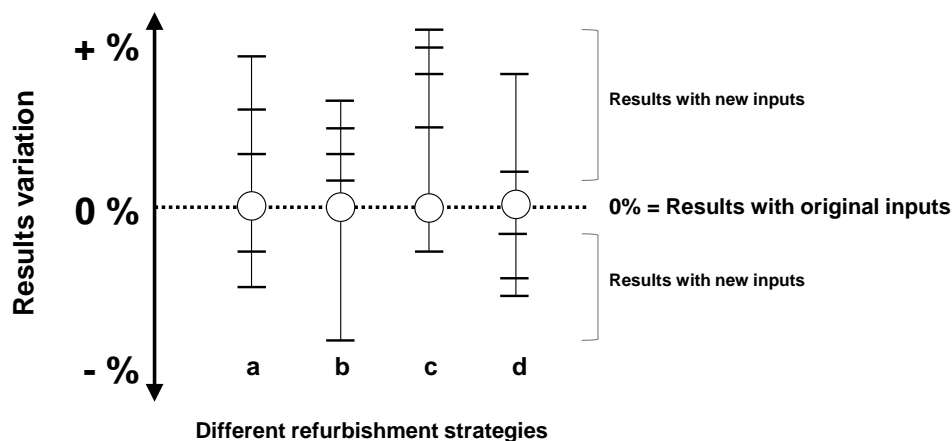 + %
Results variation
Results with new inputs
0 %
0% = Results with original inputs
Results with new inputs
- %
a b c d
Different refurbishment strategies